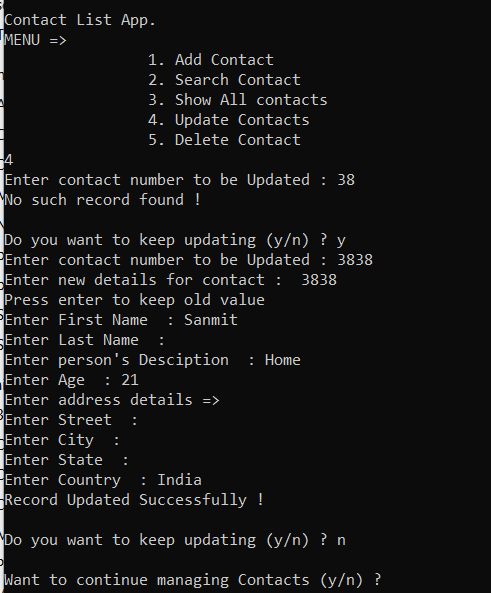 Contact List App.
MENU =>
1. Add Contact
2. Search Contact
3. Show All contacts
4. Update Contacts
5. Delete Contact
4
Enter contact number to be Updated : 38
No such record found !
Do you want to keep updating (y/n) ? y
Enter contact number to be Updated : 3838
Enter new details for contact :  3838
Press enter to keep old value
Enter First Name  : Sanmit
Enter Last Name  :
Enter person's Desciption  : Home
Enter Age  : 21
Enter address details =>
Enter Street  :
Enter City  :
Enter State  :
Enter Country  : India
Record Updated Successfully !
Do you want to keep updating (y/n) ? n
Want to continue managing Contacts (y/n) ?